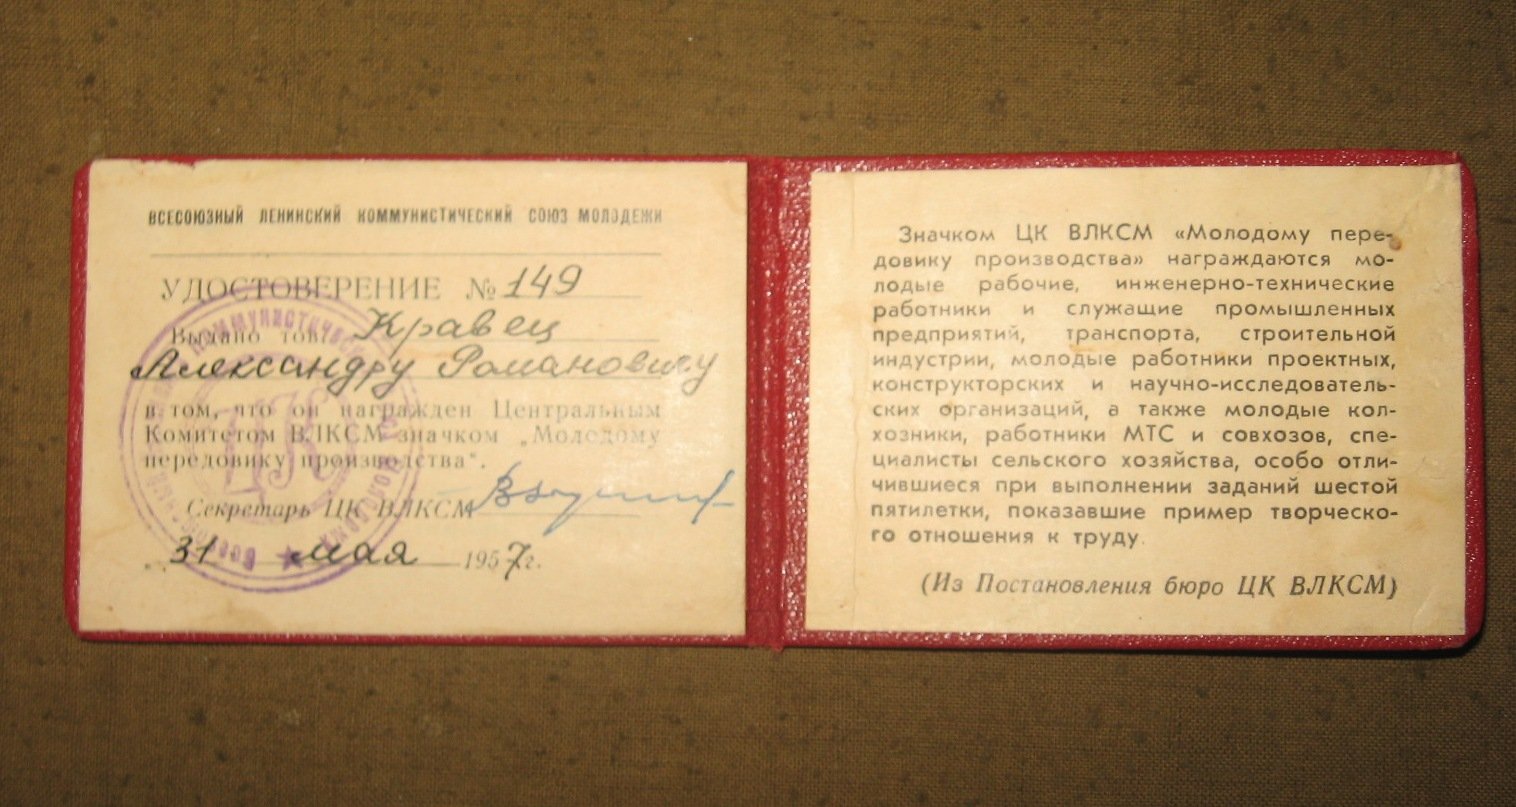 ВСЕСОЮЗНЫЙ ЛЕНИНСКИЙ КОММУНИСТИЧЕСКИЙ СОЮЗ МОЛОДЕЖИ
УДОСТОВЕРЕНИЕ № 149
Выдано тов. Кравец
Александру Романовичу
в том, что он награжден Центральным
Комитетом ВЛКСМ значком „Молодому
передовику производства“.
Секретарь ЦК ВЛКСМ
„31 мая 1957 г.
ЦК
Значком ЦК ВЛКСМ «Молодому пере-
довику производства» награждаются мо-
лодые рабочие, инженерно-технические
работники и служащие промышленных
предприятий, транспорта, строительной
индустрии, молодые работники проектных,
конструкторских и научно-исследователь-
ских организаций, а также молодые кол-
хозники, работники МТС и совхозов, спе-
циалисты сельского хозяйства, особо отли-
чившиеся при выполнении заданий шестой
пятилетки, показавшие пример творческо-
го отношения к труду.
(Из Постановления бюро ЦК ВЛКСМ)